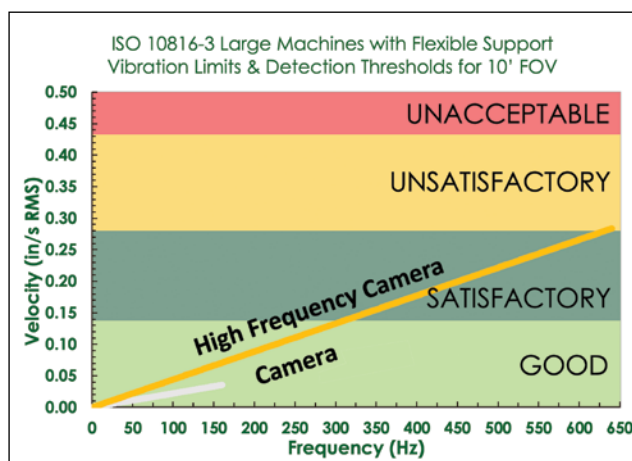 ISO 10816-3 Large Machines with Flexible Support
Vibration Limits & Detection Thresholds for 10' FOV
Velocity (in/s RMS)
0.50
0.45
0.40
0.35
0.30
0.25
0.20
0.15
0.10
0.05
0.00
UNACCEPTABLE
UNSATISFACTORY
SATISFACTORY
GOOD
High Frequency Camera
Camera
0 50 100 150 200 250 300 350 400 450 500 550 600 650
Frequency (Hz)